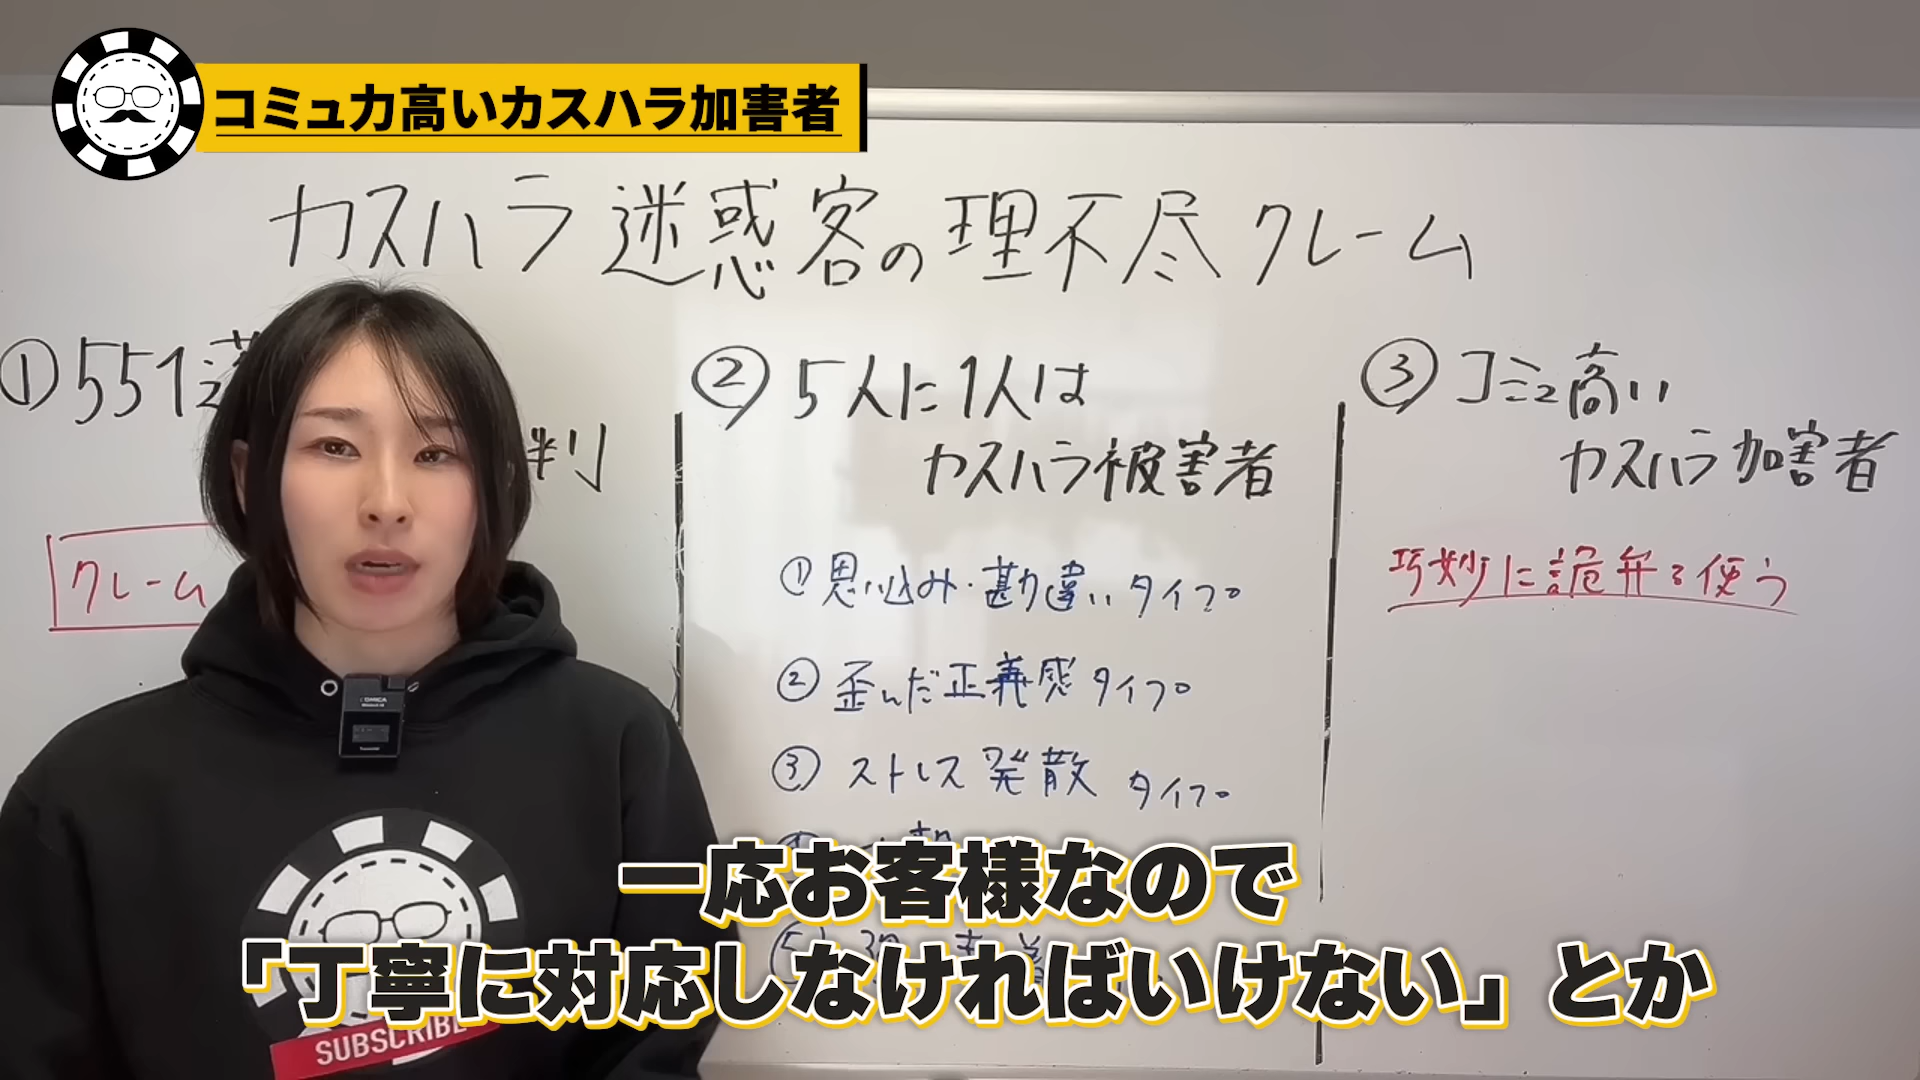 コミュ力高いカスハラ加害者
カスハラ 迷惑客の理不尽クレーム
① 551
判
クレーム
② 5人に1人は
カスハラ被害者
①思い込み・勘違いタイプ
② 歪んだ正義感タイプ
③ ストレス発散タイプ
③ コミュ高い
カスハラ加害者
巧妙に詭弁を使う
一応お客様なので
「丁寧に対応しなければいけない」とか
SUBSCRIBE